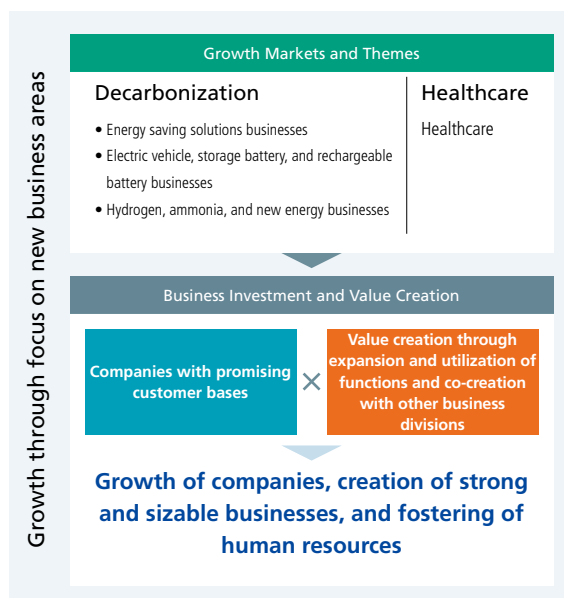 Growth through focus on new business areas
Growth Markets and Themes
Decarbonization
• Energy saving solutions businesses
• Electric vehicle, storage battery, and rechargeable
battery businesses
• Hydrogen, ammonia, and new energy businesses
Healthcare
Healthcare
Business Investment and Value Creation
Companies with promising
customer bases
×
Value creation through
expansion and utilization of
functions and co-creation
with other business
divisions
Growth of companies, creation of strong
and sizable businesses, and fostering of
human resources